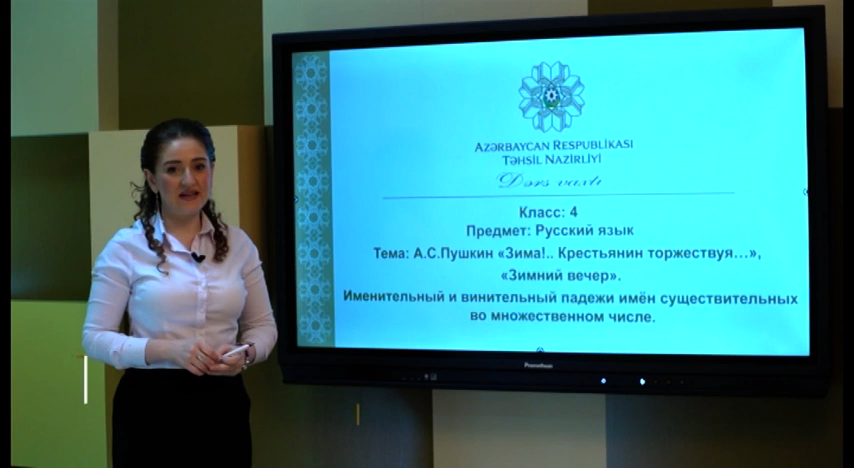 AZƏRBAYCAN RESPUBLİKASI
TƏHSİL NAZİRLİYİ
Dərs vaxtı
Класс: 4
Предмет: Русский язык
Тема: А.С.Пушкин «Зима!.. Крестьянин торжествуя...»,
«Зимний вечер».
Именительный и винительный падежи имён существительных
во множественном числе.
Promethean